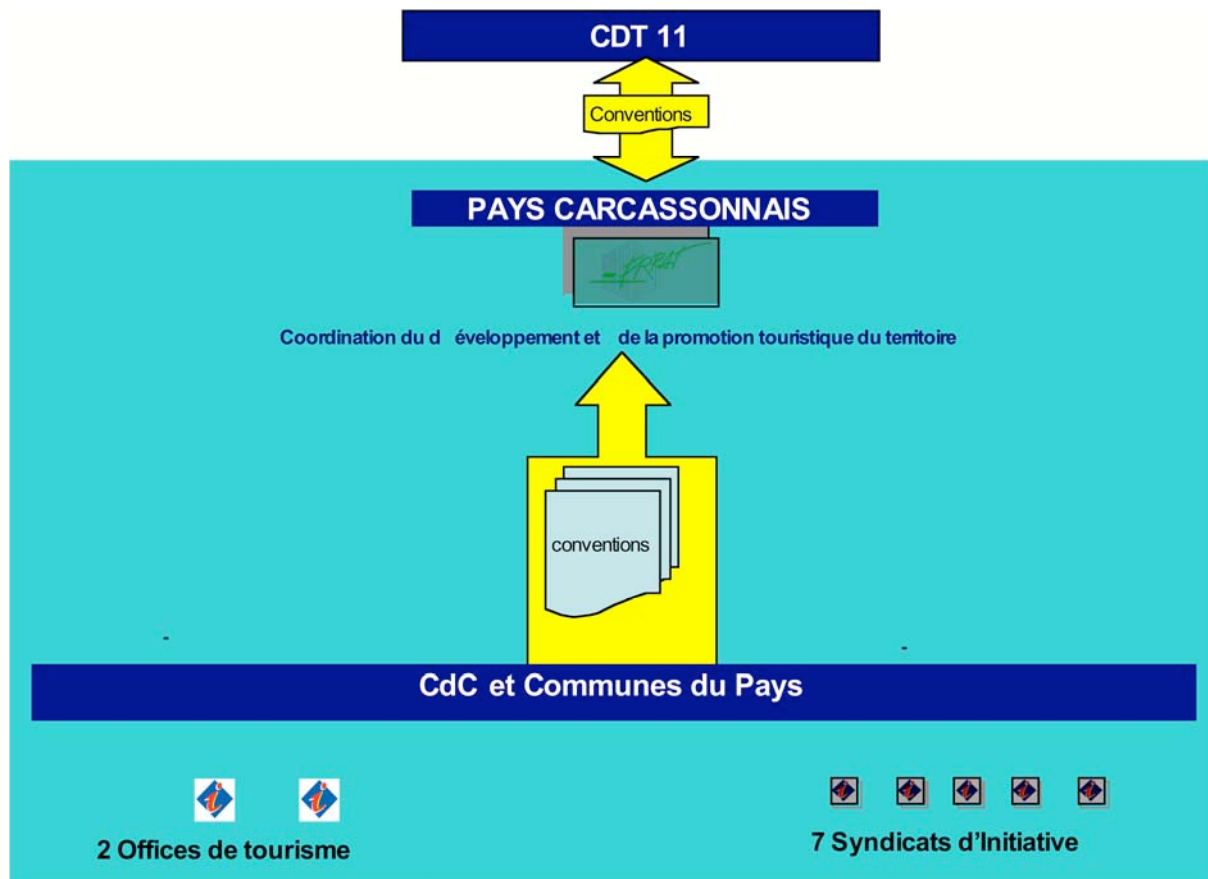 CDT 11
Conventions
PAYS CARCASSONNAIS
Coordination du d éveloppement et de la promotion touristique du territoire
conventions
-
-
CdC et Communes du Pays
i i
i i i i i
2 Offices de tourisme
7 Syndicats d'Initiative